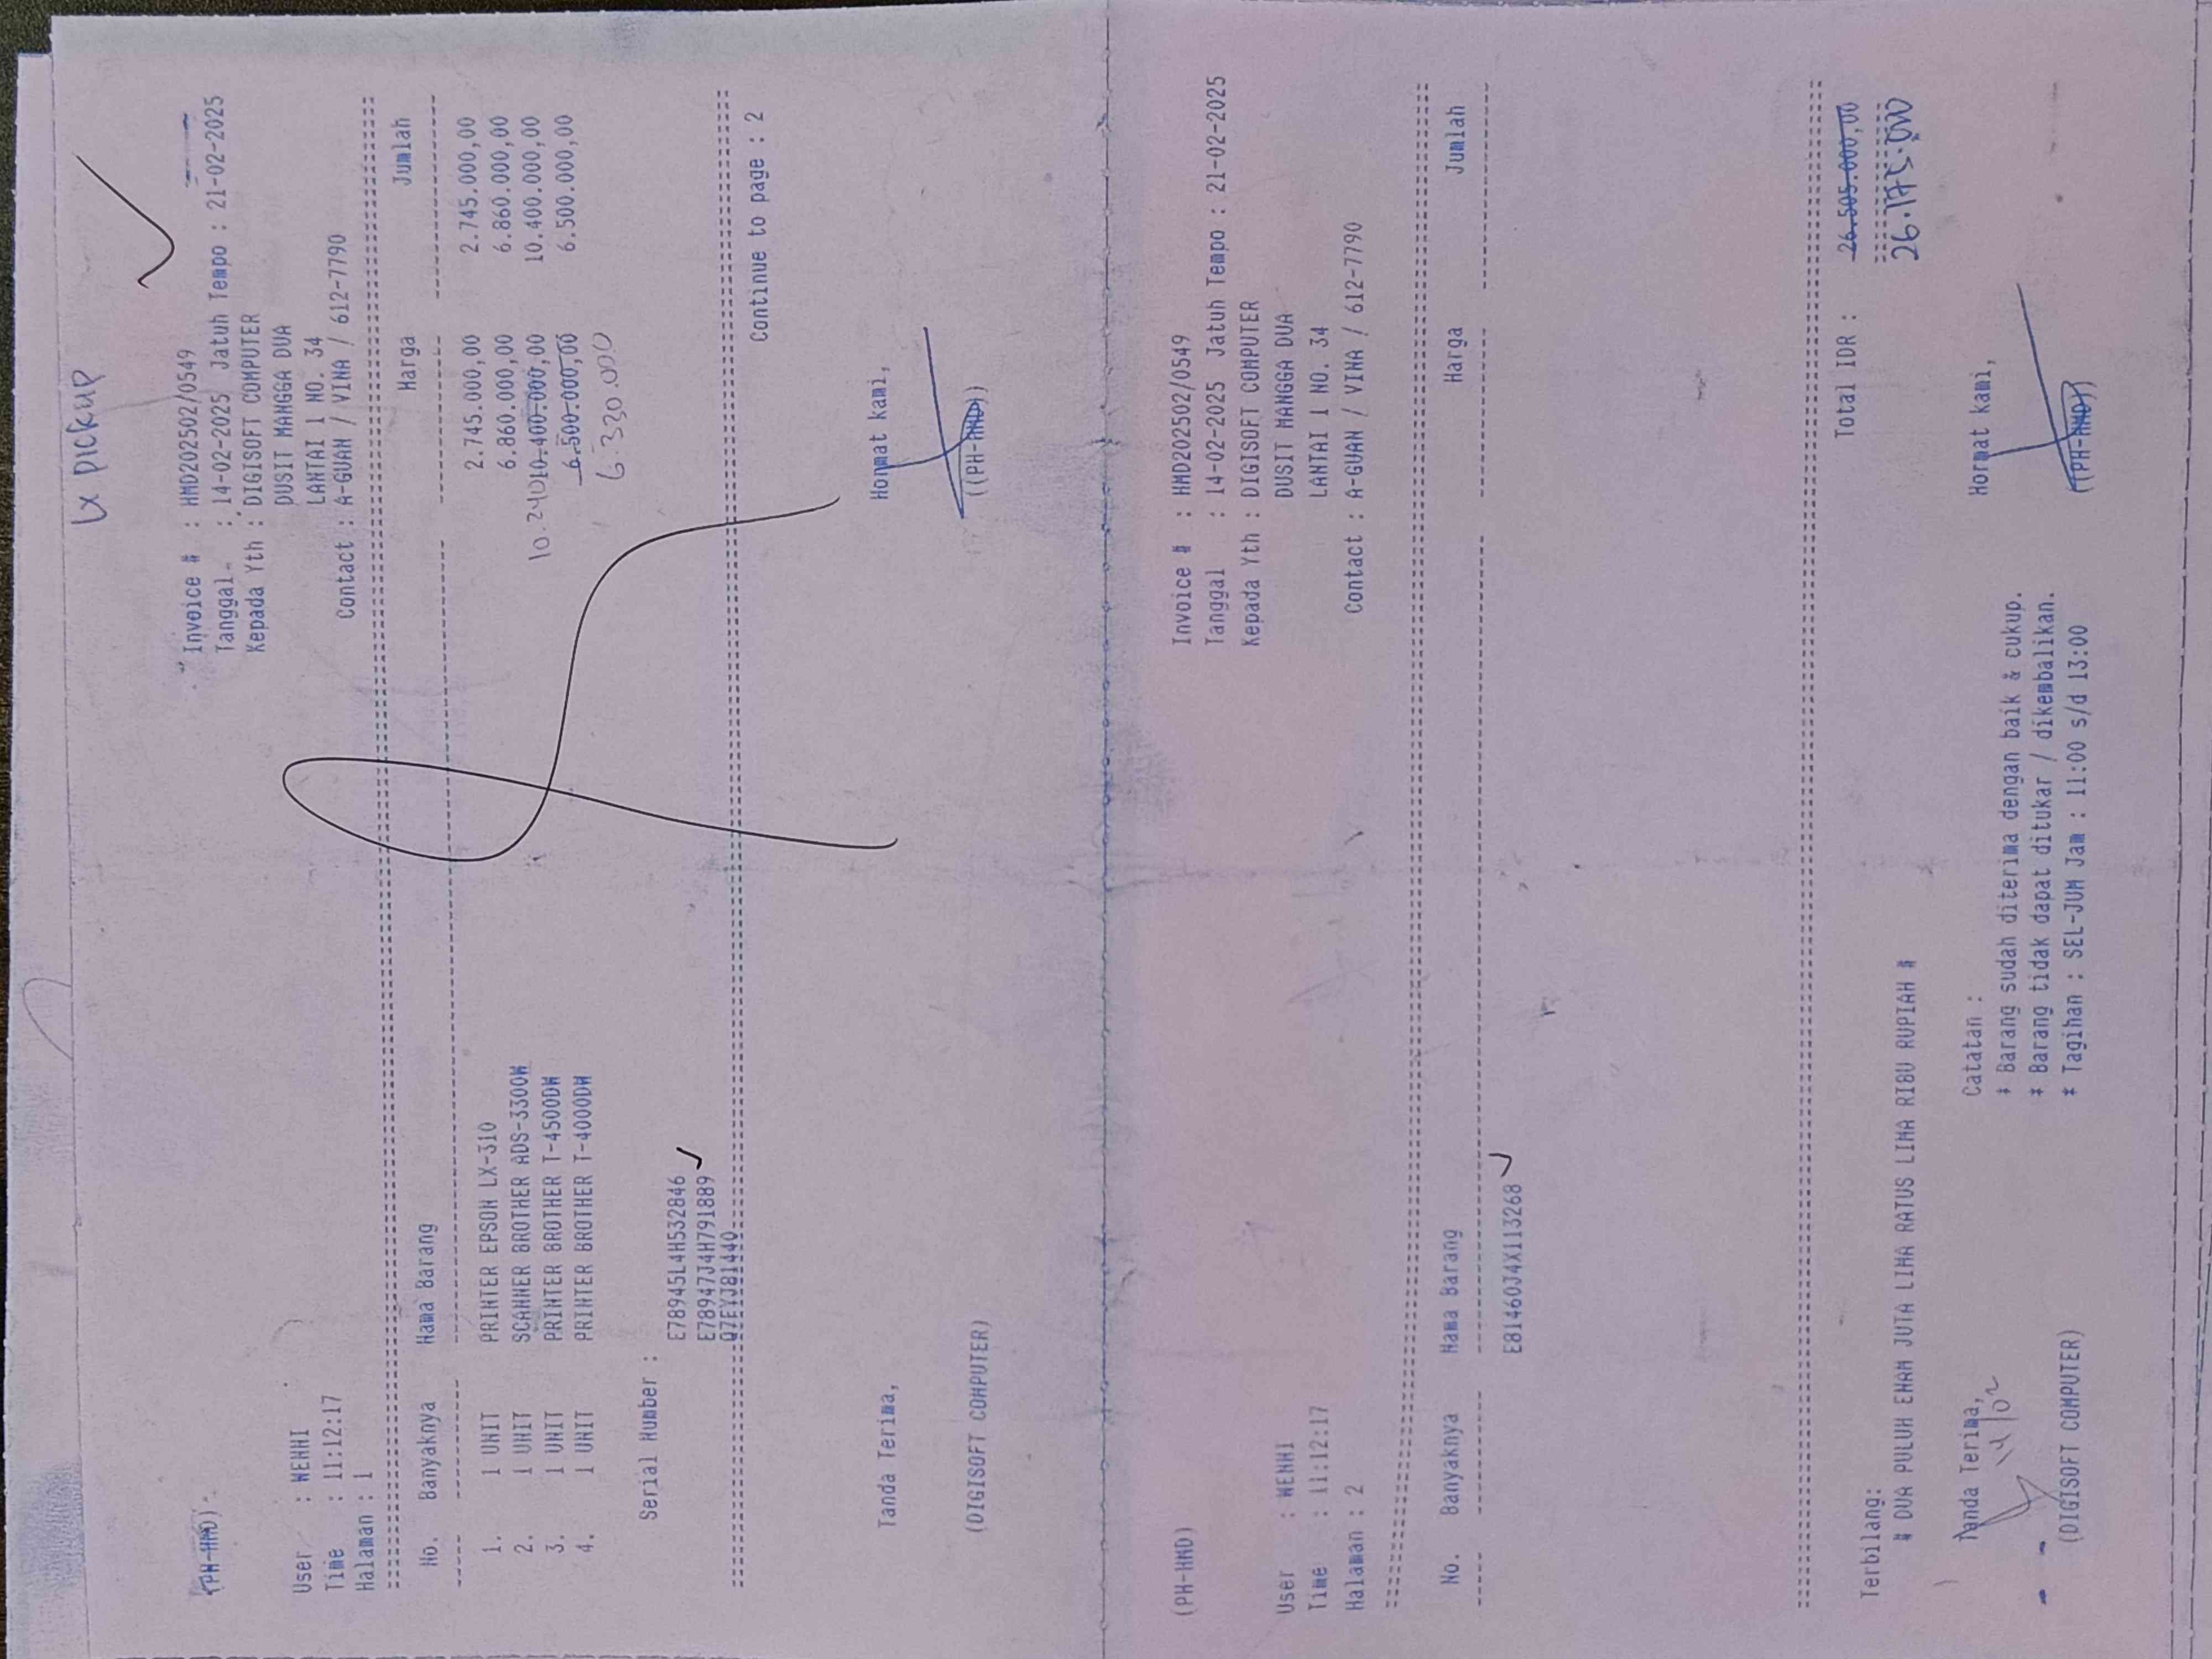 ↳ PICKUP
(PH-HMD)
Invoice # : HMD202502/0549
Tanggal : 14-02-2025 Jatuh Tempo : 21-02-2025
Kepada Yth : DIGISOFT COMPUTER
DUSIT MANGGA DUA
User : WENNI
LANTAI 1 NO. 34
Time : 11:12:17
Contact : A-GUAN / VINA / 612-7790
Halaman : 1
No. Banyaknya Nama Barang Harga Jumlah
1. 1 UNIT PRINTER EPSON LX-310 2.745.000,00 2.745.000,00
2. 1 UNIT SCANNER BROTHER ADS-3300W 6.860.000,00 6.860.000,00
3. 1 UNIT PRINTER BROTHER T-4500DW 10.240 10.400.000,00 10.400.000,00
4. 1 UNIT PRINTER BROTHER T-4000DW 6.500.000,00 6.500.000,00
6.330.000
Serial Number :
E78945L4H532846
E78947J4H791889
Q7EYJ81440
Continue to page : 2
Tanda Terima, Hormat kami,
(DIGISOFT COMPUTER) ((PH-HMD))
(PH-HMD)
Invoice # : HMD202502/0549
Tanggal : 14-02-2025 Jatuh Tempo : 21-02-2025
Kepada Yth : DIGISOFT COMPUTER
User : WENNI
DUSIT MANGGA DUA
Time : 11:12:17
LANTAI 1 NO. 34
Halaman : 2
Contact : A-GUAN / VINA / 612-7790
No. Banyaknya Nama Barang Harga Jumlah
E81460J4X113268
Total IDR : 26.505.000,00
Terbilang:
26.175.000
# DUA PULUH ENAM JUTA LIMA RATUS LIMA RIBU RUPIAH #
Tanda Terima, Catatan : Hormat kami,
14/02
* Barang sudah diterima dengan baik & cukup.
* Barang tidak dapat ditukar / dikembalikan.
(DIGISOFT COMPUTER) * Tagihan : SEL-JUM Jam : 11:00 s/d 13:00 ((PH-HMD))